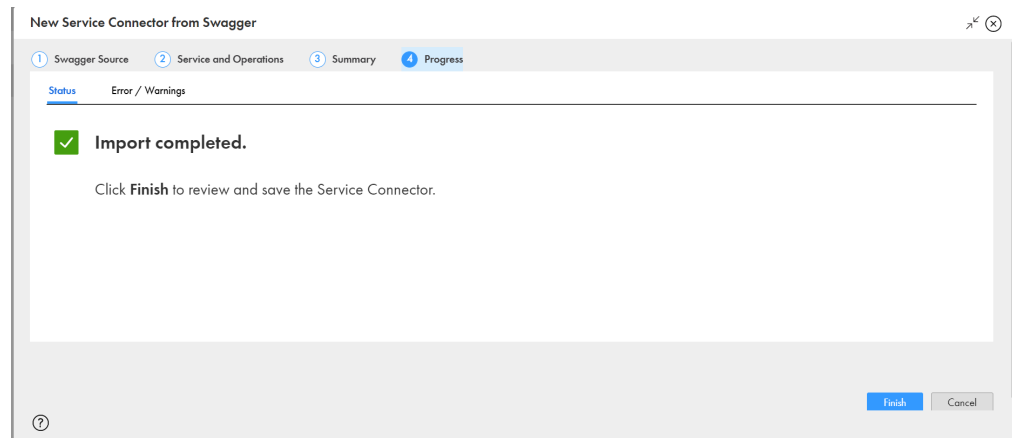 New Service Connector from Swagger
1 Swagger Source 2 Service and Operations 3 Summary 4 Progress
Status Error / Warnings
Import completed.
Click Finish to review and save the Service Connector.
Finish Cancel
?